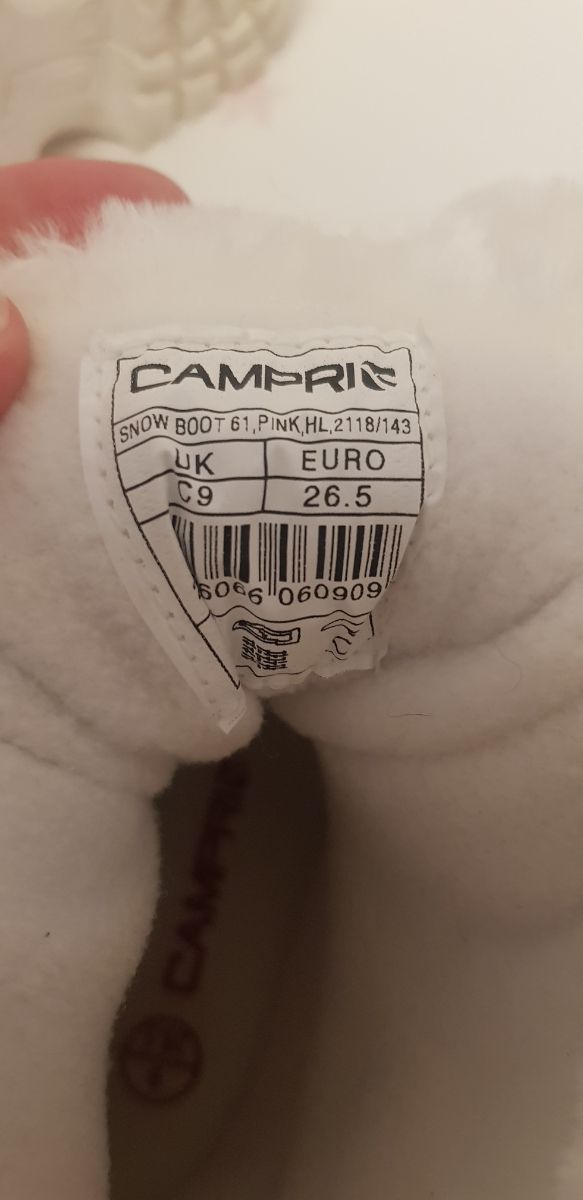 CAMPRI
SNOW BOOT 61,PINK,HL,2118/143
UK EURO
C9 26.5
6066 060909
CAMPRI